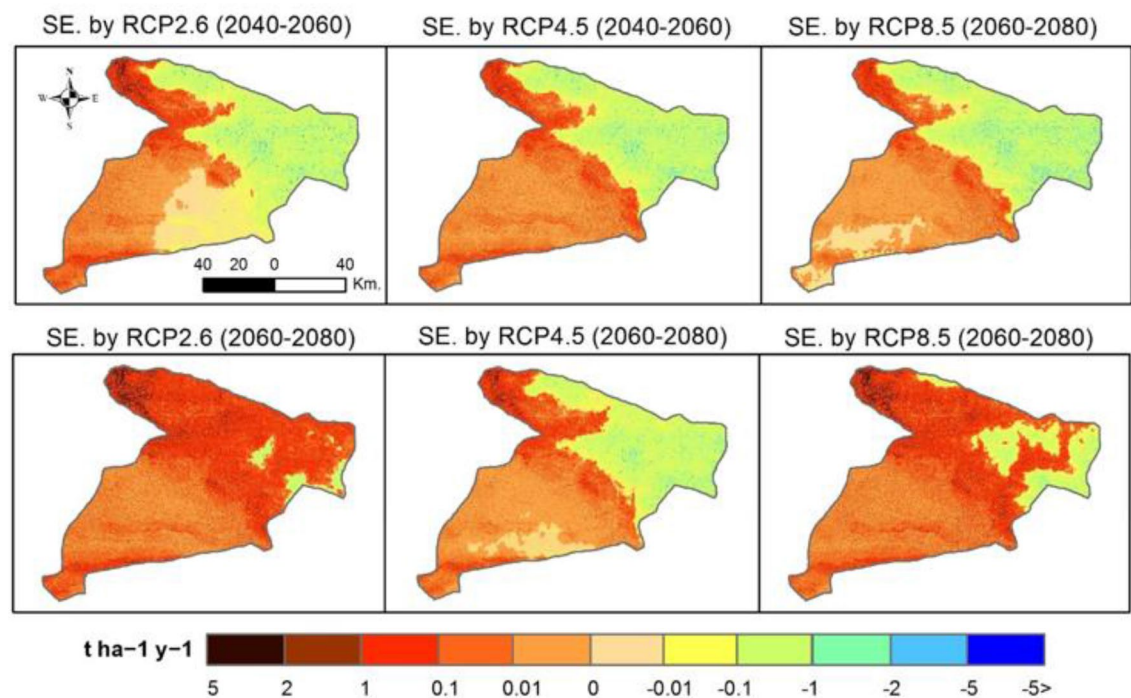 SE. by RCP2.6 (2040-2060) SE. by RCP4.5 (2040-2060) SE. by RCP8.5 (2060-2080)
N
W E
S
40 20 0 40
Km.
SE. by RCP2.6 (2060-2080) SE. by RCP4.5 (2060-2080) SE. by RCP8.5 (2060-2080)
t ha−1 y−1
5 2 1 0.1 0.01 0 -0.01 -0.1 -1 -2 -5 -5>